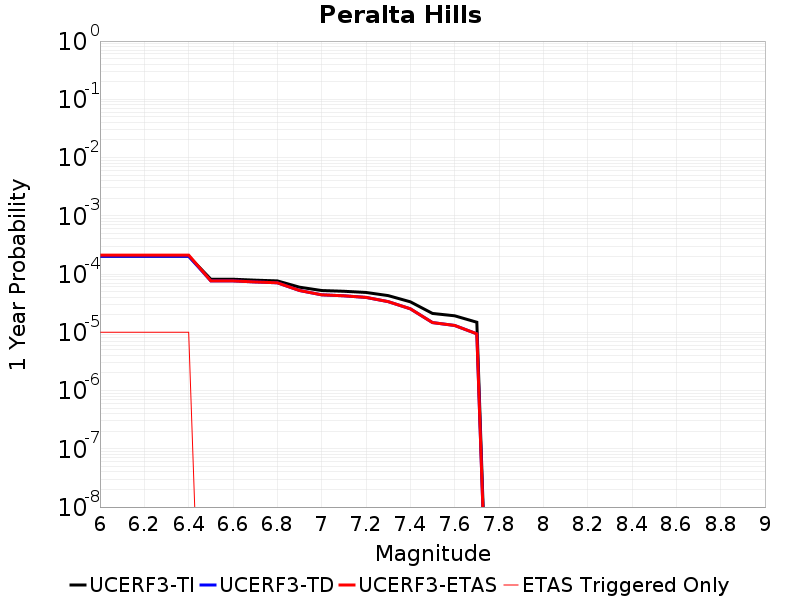 Peralta Hills
10^0
10^-1
10^-2
10^-3
10^-4
10^-5
10^-6
10^-7
10^-8
1 Year Probability
6 6.2 6.4 6.6 6.8 7 7.2 7.4 7.6 7.8 8 8.2 8.4 8.6 8.8 9
Magnitude
UCERF3-TI UCERF3-TD UCERF3-ETAS ETAS Triggered Only